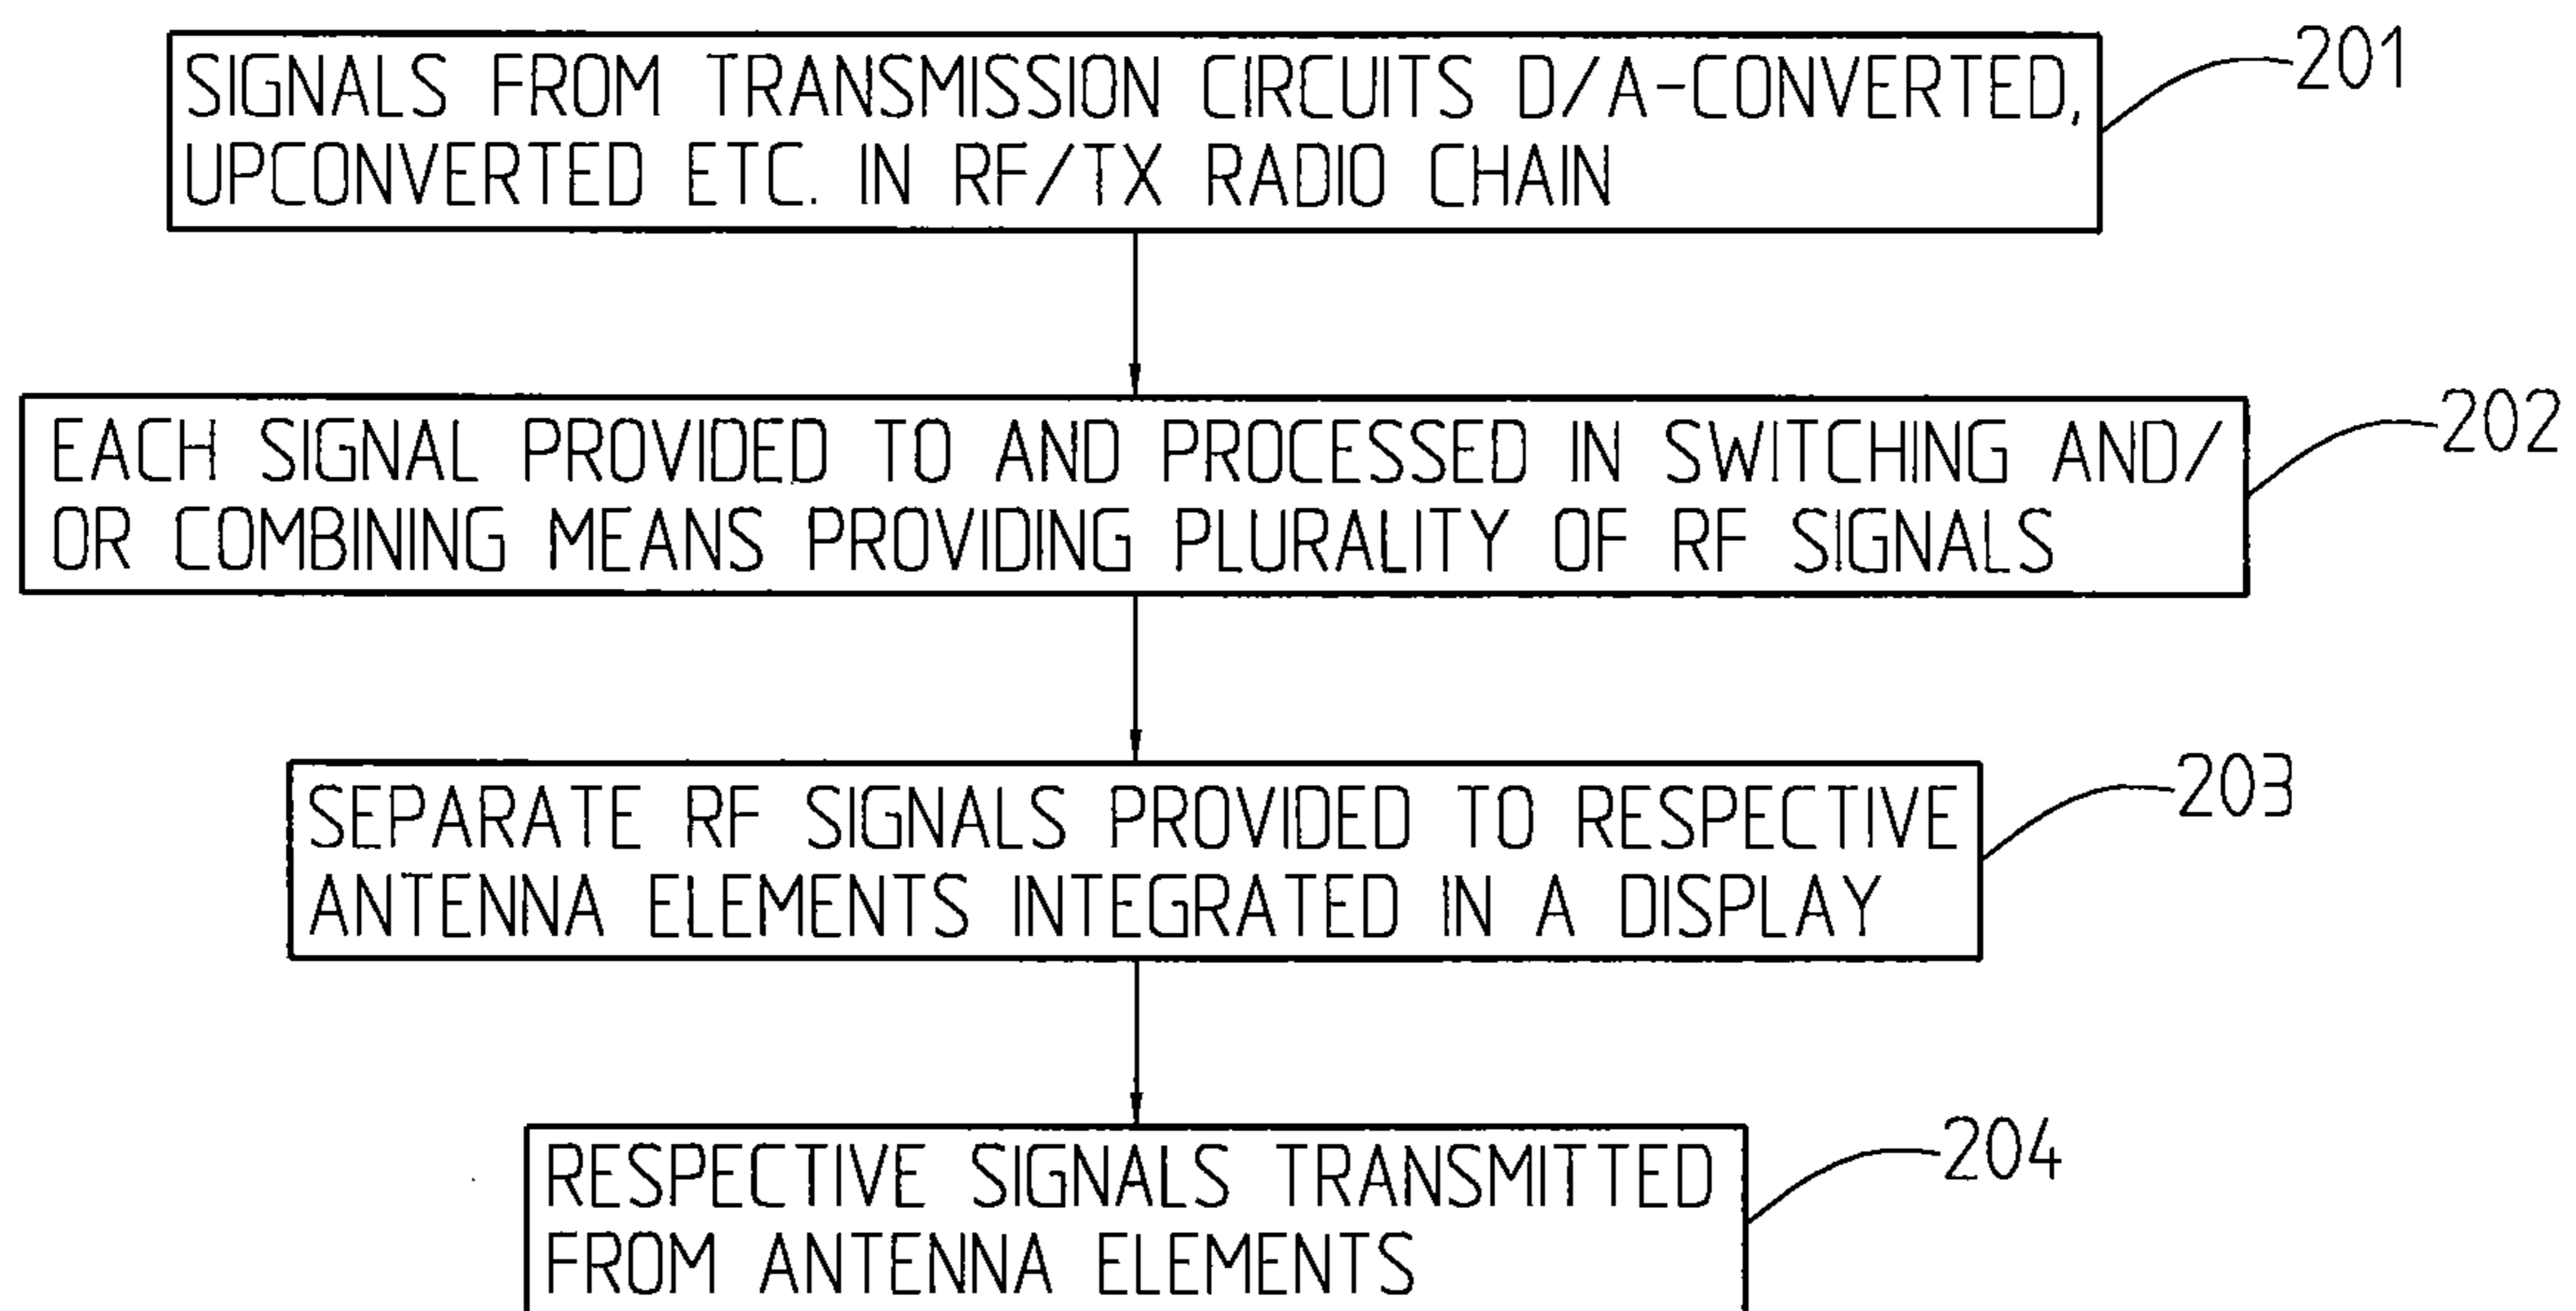 SIGNALS FROM TRANSMISSION CIRCUITS D/A-CONVERTED,
UPCONVERTED ETC. IN RF/TX RADIO CHAIN
201
EACH SIGNAL PROVIDED TO AND PROCESSED IN SWITCHING AND/
OR COMBINING MEANS PROVIDING PLURALITY OF RF SIGNALS
202
SEPARATE RF SIGNALS PROVIDED TO RESPECTIVE
ANTENNA ELEMENTS INTEGRATED IN A DISPLAY
203
RESPECTIVE SIGNALS TRANSMITTED
FROM ANTENNA ELEMENTS
204